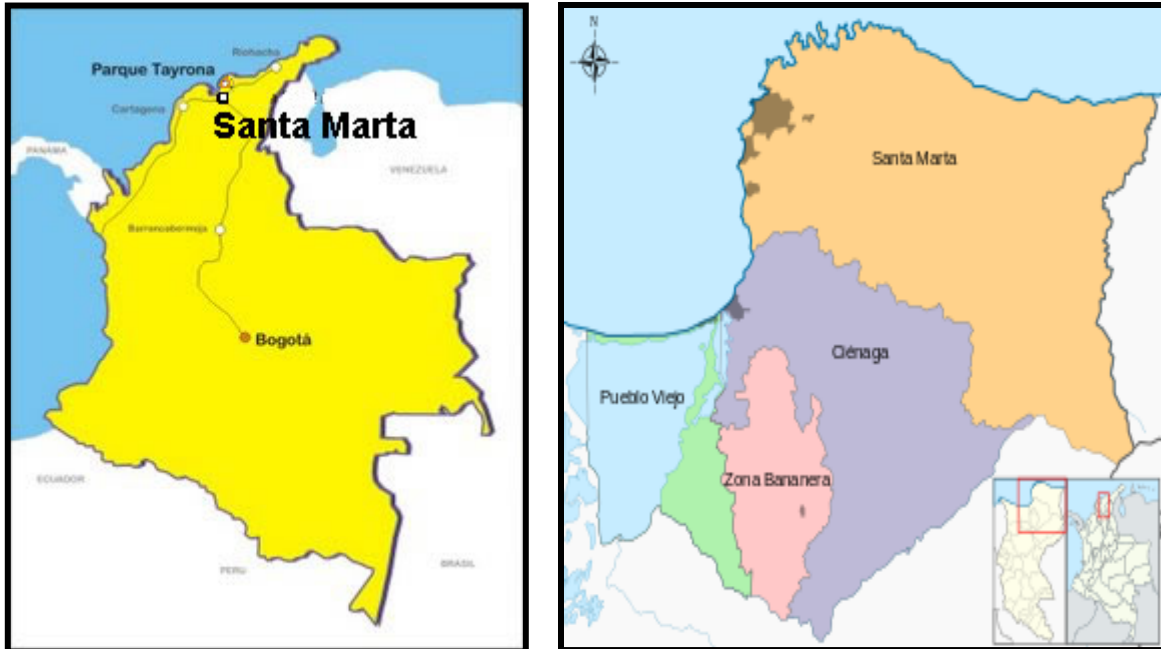 Riohacha
Parque Tayrona
Cartagena
Santa Marta
PANAMA
VENEZUELA
Barrancabermeja
Bogotá
ECUADOR
PERU
BRASIL
N
Santa Marta
Ciénaga
Pueblo Viejo
Zona Bananera